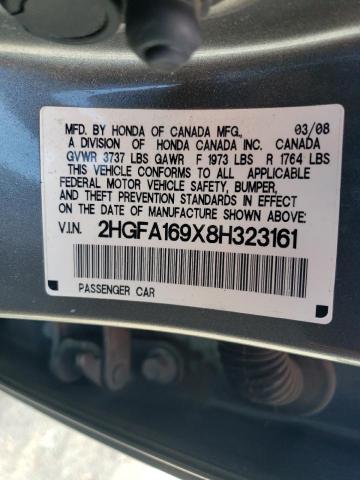 MFD. BY HONDA OF CANADA MFG., 03/08
A DIVISION OF HONDA CANADA INC. CANADA
GVWR 3737 LBS GAWR F 1973 LBS R 1764 LBS
THIS VEHICLE CONFORMS TO ALL APPLICABLE
FEDERAL MOTOR VEHICLE SAFETY, BUMPER,
AND THEFT PREVENTION STANDARDS IN EFFECT
ON THE DATE OF MANUFACTURE SHOWN ABOVE.
V.I.N. 2HGFA169X8H323161
PASSENGER CAR